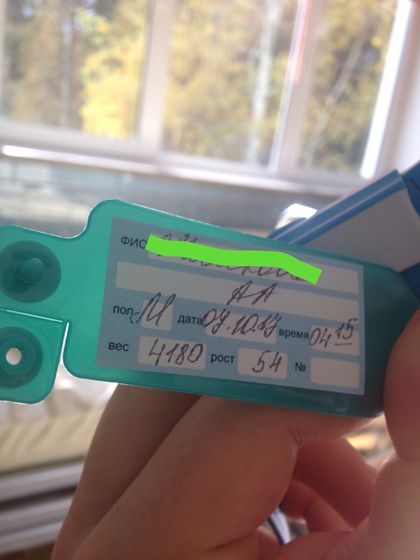 ФИО
АА
пол М дата 07.10.17 время 04 15
вес 4180 рост 54 №